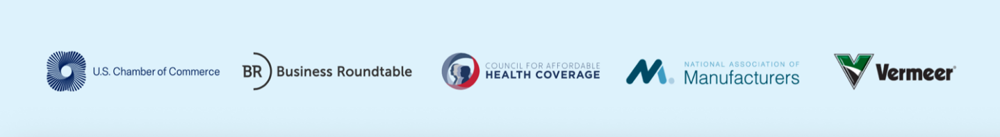 U.S. Chamber of Commerce
BR Business Roundtable
COUNCIL FOR AFFORDABLE
HEALTH COVERAGE
NATIONAL ASSOCIATION OF
Manufacturers
Vermeer®